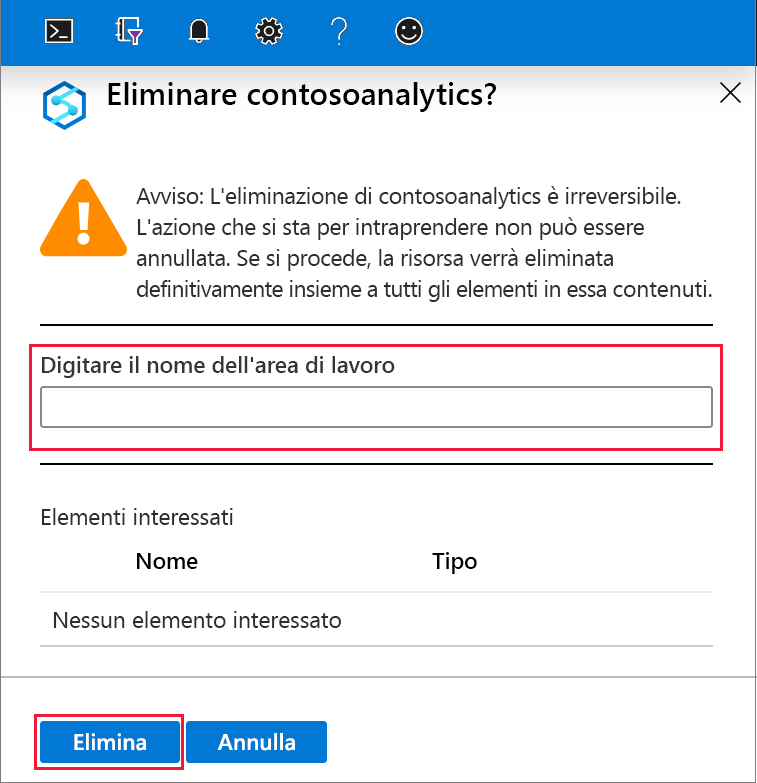 Eliminare contosoanalytics?
Avviso: L'eliminazione di contosoanalytics è irreversibile.
L'azione che si sta per intraprendere non può essere
annullata. Se si procede, la risorsa verrà eliminata
definitivamente insieme a tutti gli elementi in essa contenuti.
Digitare il nome dell'area di lavoro
Elementi interessati
Nome Tipo
Nessun elemento interessato
Elimina Annulla